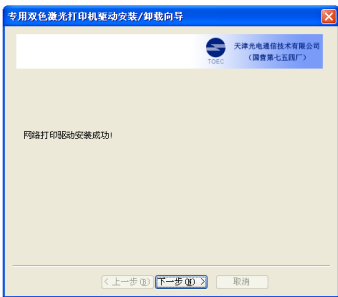 专用双色激光打印机驱动安装/卸载向导
TOEC
天津光电通信技术有限公司
（国营第七五四厂）
网络打印驱动安装成功!
< 上一步(B) 下一步(N) > 取消